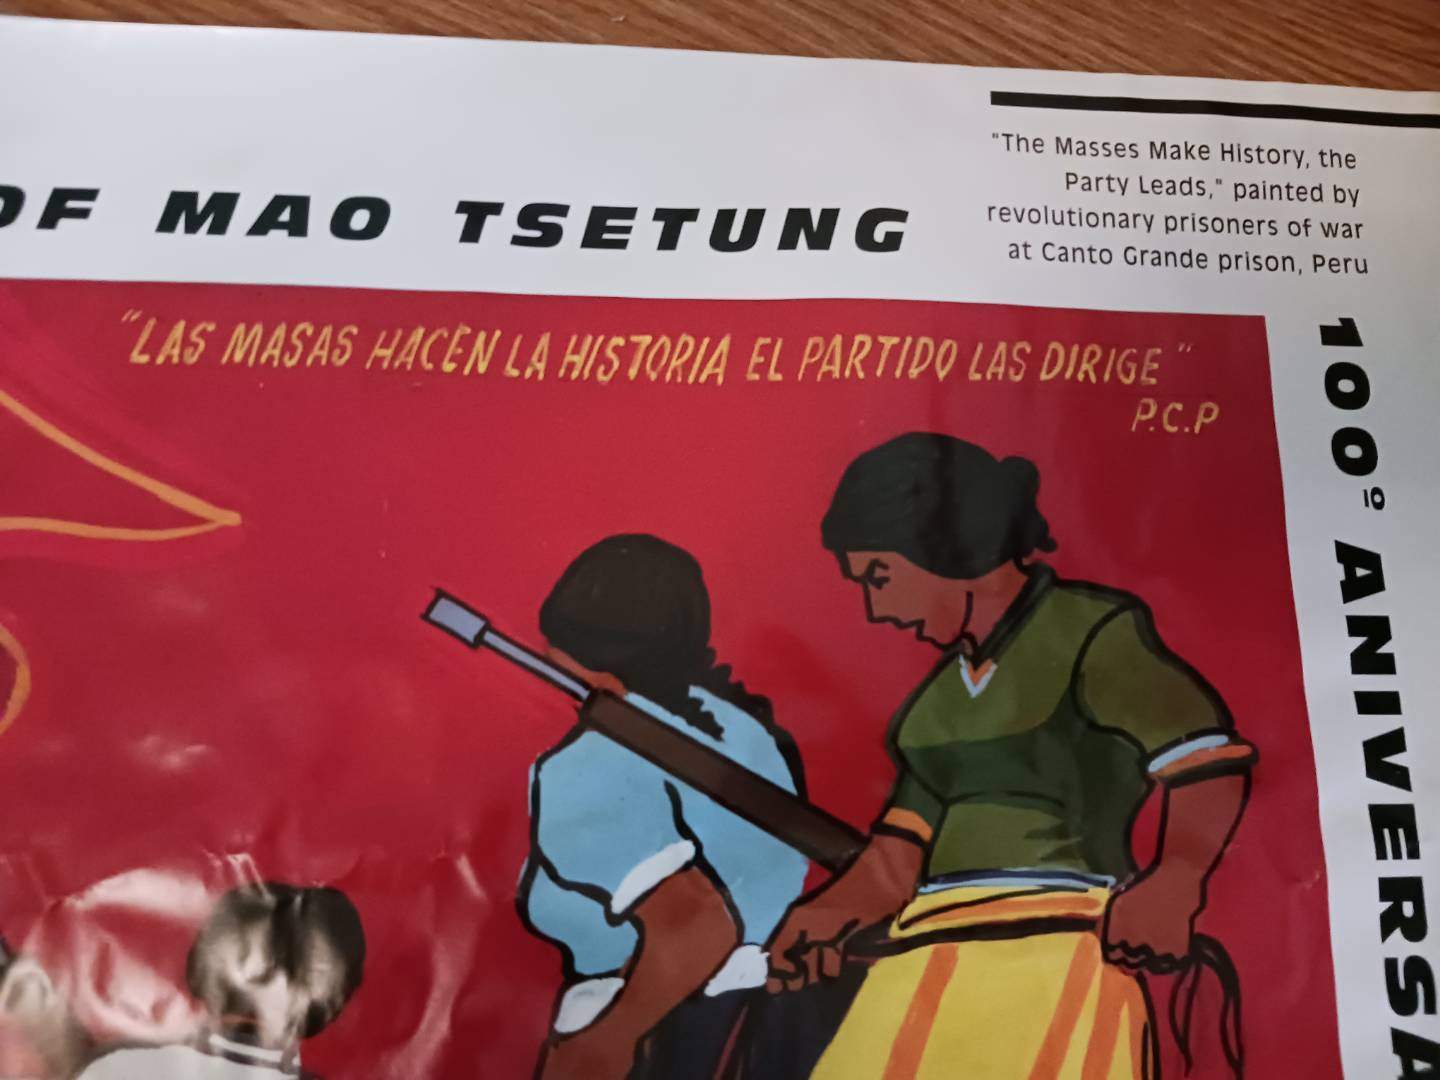 OF MAO TSETUNG
"The Masses Make History, the
Party Leads," painted by
revolutionary prisoners of war
at Canto Grande prison, Peru
"LAS MASAS HACEN LA HISTORIA EL PARTIDO LAS DIRIGE"
P.C.P
100º ANIVERSA